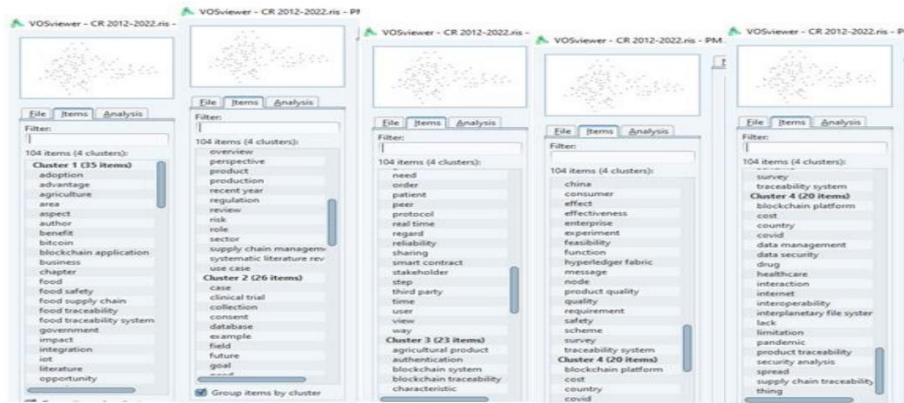 VOSviewer - CR 2012-2022.ris -
File Items Analysis
Filter:
104 items (4 clusters):
Cluster 1 (35 items)
adoption
advantage
agriculture
area
aspect
author
benefit
bitcoin
blockchain application
business
chapter
food
food safety
food supply chain
food traceability
food traceability system
government
impact
integration
iot
literature
opportunity
VOSviewer - CR 2012-2022.ris - PM
File Items Analysis
Filter:
104 items (4 clusters):
overview
perspective
product
production
recent year
regulation
review
risk
role
sector
supply chain managem
systematic literature rev
use case
Cluster 2 (26 items)
case
clinical trial
collection
consent
database
example
field
future
goal
Group items by cluster
VOSviewer - CR 2012-2022.ris -
File Items Analysis
Filter:
104 items (4 clusters):
need
order
patient
peer
protocol
real time
regard
reliability
sharing
smart contract
stakeholder
step
third party
time
user
view
way
Cluster 3 (23 items)
agricultural product
authentication
blockchain system
blockchain traceability
characteristic
VOSviewer - CR 2012-2022.ris - PM
File Items Analysis
Filter:
104 items (4 clusters):
china
consumer
effect
effectiveness
enterprise
experiment
feasibility
function
hyperledger fabric
message
node
product quality
quality
requirement
safety
scheme
survey
traceability system
Cluster 4 (20 items)
blockchain platform
cost
country
covid
VOSviewer - CR 2012-2022.ris - P
File Items Analysis
Filter:
104 items (4 clusters):
survey
traceability system
Cluster 4 (20 items)
blockchain platform
cost
country
covid
data management
data security
drug
healthcare
interaction
internet
interoperability
interplanetary file syster
lack
limitation
pandemic
product traceability
security analysis
spread
supply chain traceability
thing